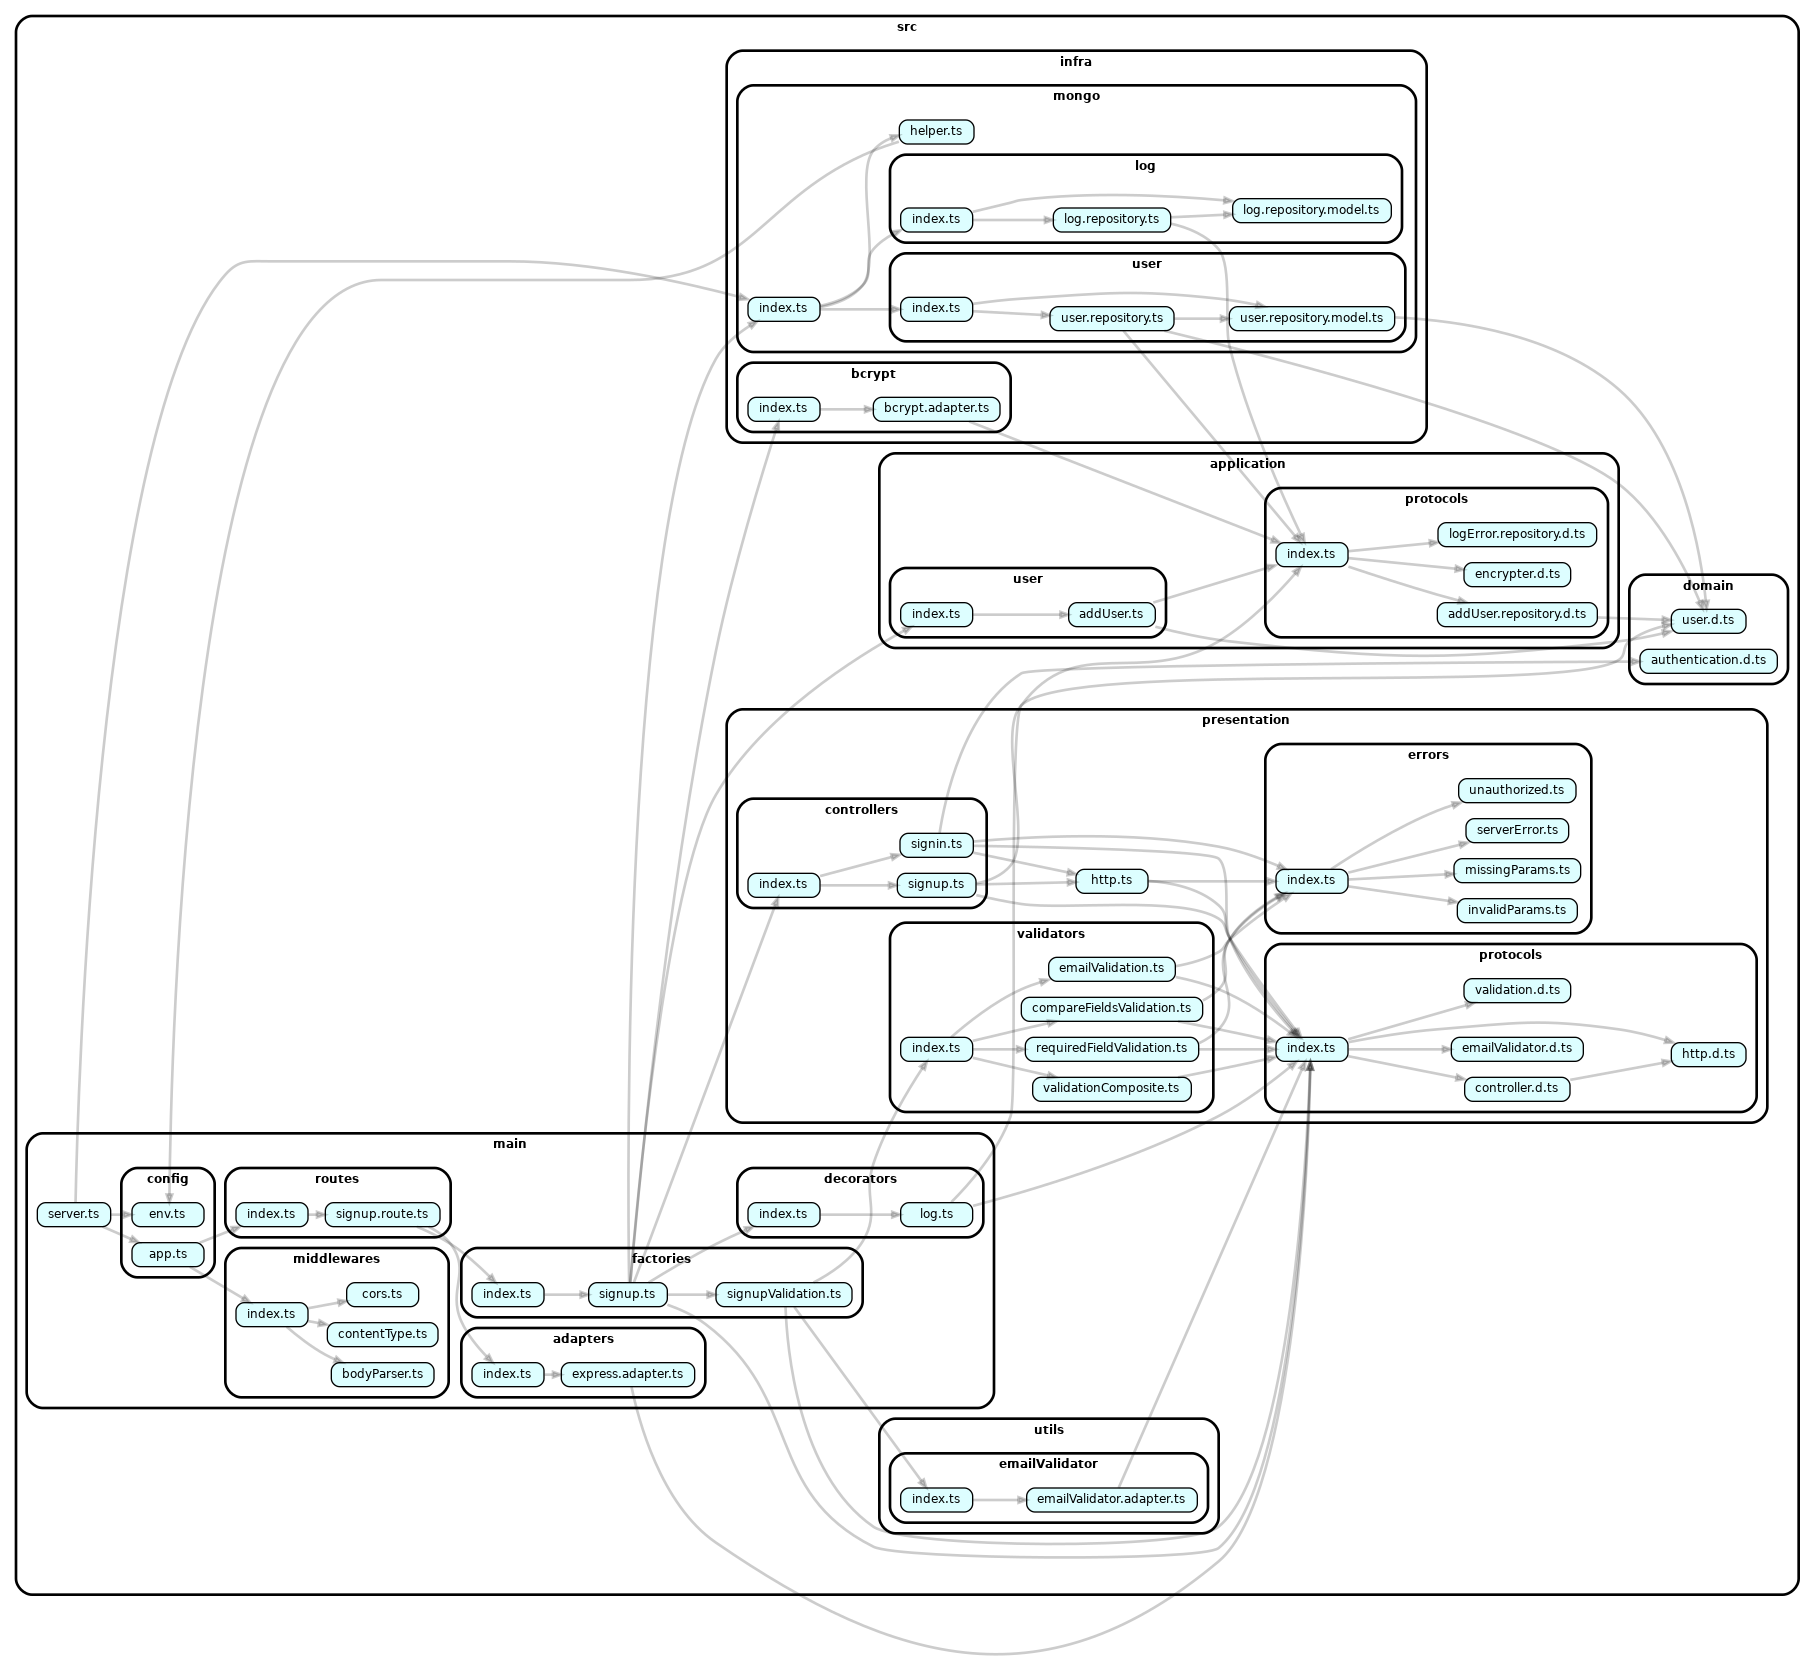 src
infra
mongo
helper.ts
log
index.ts
log.repository.ts
log.repository.model.ts
user
index.ts
index.ts
user.repository.ts
user.repository.model.ts
bcrypt
index.ts
bcrypt.adapter.ts
application
protocols
index.ts
logError.repository.d.ts
encrypter.d.ts
addUser.repository.d.ts
user
index.ts
addUser.ts
domain
user.d.ts
authentication.d.ts
presentation
errors
index.ts
unauthorized.ts
serverError.ts
missingParams.ts
invalidParams.ts
controllers
index.ts
signin.ts
signup.ts
http.ts
validators
index.ts
emailValidation.ts
compareFieldsValidation.ts
requiredFieldValidation.ts
validationComposite.ts
protocols
index.ts
validation.d.ts
emailValidator.d.ts
controller.d.ts
http.d.ts
main
server.ts
config
env.ts
app.ts
routes
index.ts
signup.route.ts
middlewares
index.ts
cors.ts
contentType.ts
bodyParser.ts
decorators
index.ts
log.ts
factories
index.ts
signup.ts
signupValidation.ts
adapters
index.ts
express.adapter.ts
utils
emailValidator
index.ts
emailValidator.adapter.ts